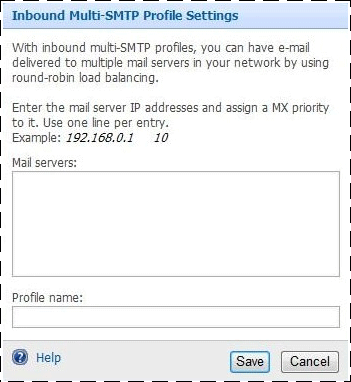 Inbound Multi-SMTP Profile Settings
With inbound multi-SMTP profiles, you can have e-mail
delivered to multiple mail servers in your network by using
round-robin load balancing.
Enter the mail server IP addresses and assign a MX priority
to it. Use one line per entry.
Example: 192.168.0.1 10
Mail servers:
Profile name:
? Help
Save Cancel